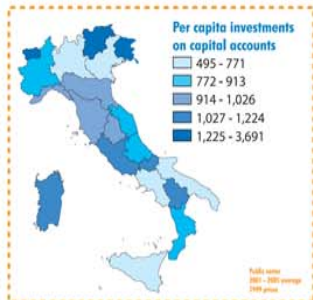 Per capita investments
on capital accounts
495 - 771
772 - 913
914 - 1,026
1,027 - 1,224
1,225 - 3,691
Public sector
2001 - 2005 average
1999 prices